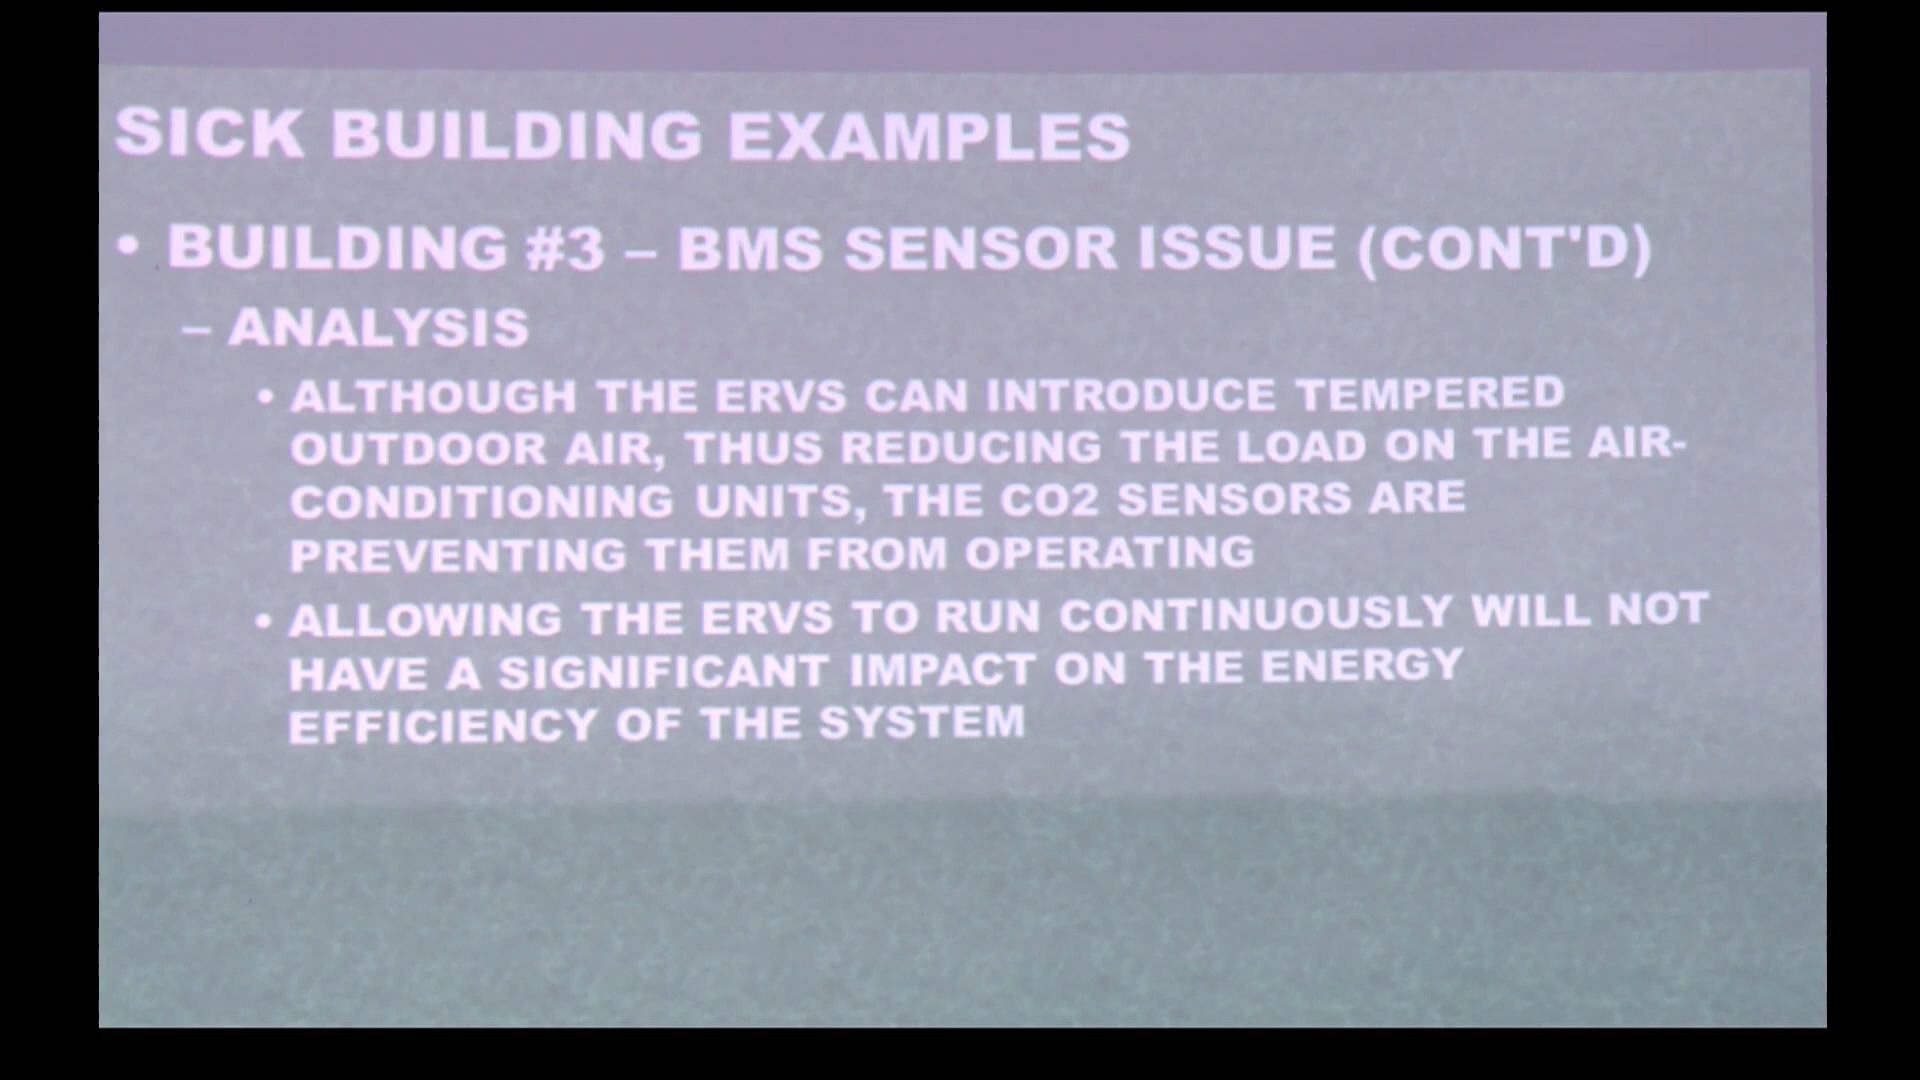 SICK BUILDING EXAMPLES
• BUILDING #3 – BMS SENSOR ISSUE (CONT'D)
– ANALYSIS
• ALTHOUGH THE ERVS CAN INTRODUCE TEMPERED
OUTDOOR AIR, THUS REDUCING THE LOAD ON THE AIR-
CONDITIONING UNITS, THE CO2 SENSORS ARE
PREVENTING THEM FROM OPERATING
• ALLOWING THE ERVS TO RUN CONTINUOUSLY WILL NOT
HAVE A SIGNIFICANT IMPACT ON THE ENERGY
EFFICIENCY OF THE SYSTEM